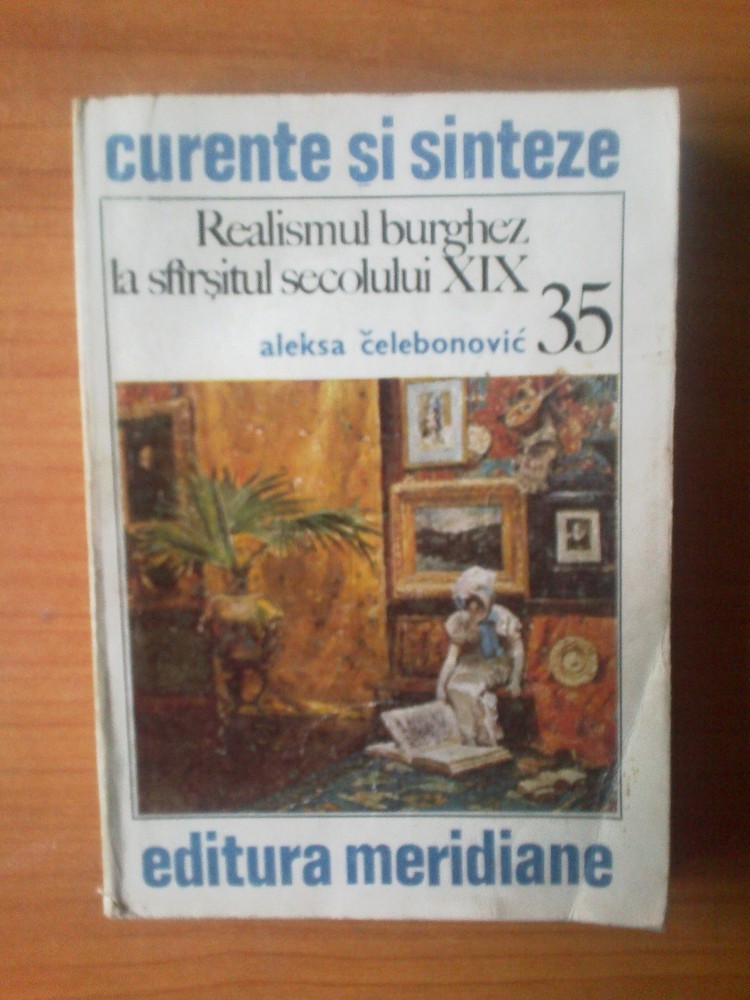 curente și sinteze
Realismul burghez
la sfîrșitul secolului XIX
35
aleksa čelebonović
editura meridiane